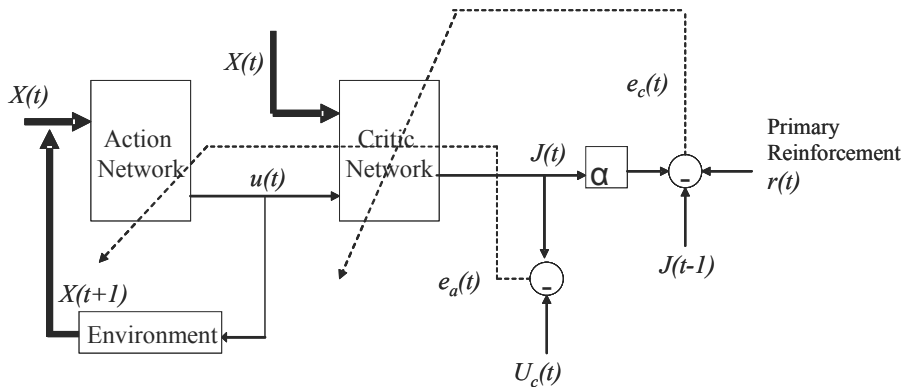 X(t)
X(t)
e_c(t)
Action
Network
Critic
Network
Primary
Reinforcement
r(t)
J(t)
α
-
u(t)
X(t+1)
e_a(t)
-
J(t-1)
Environment
U_c(t)